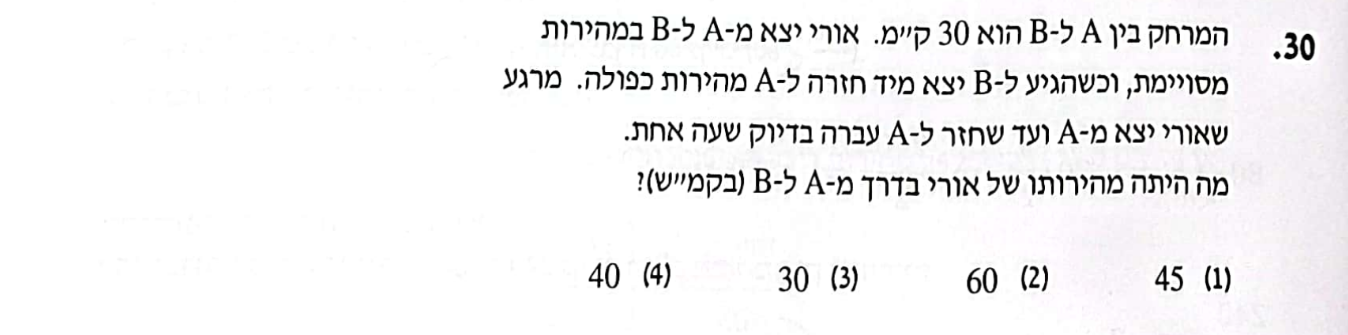 30. המרחק בין A ל-B הוא 30 ק״מ. אורי יצא מ-A ל-B במהירות
מסויימת, וכשהגיע ל-B יצא מיד חזרה ל-A מהירות כפולה. מרגע
שאורי יצא מ-A ועד שחזר ל-A עברה בדיוק שעה אחת.
מה היתה מהירותו של אורי בדרך מ-A ל-B (בקמ״ש)?
(1) 45 (2) 60 (3) 30 (4) 40